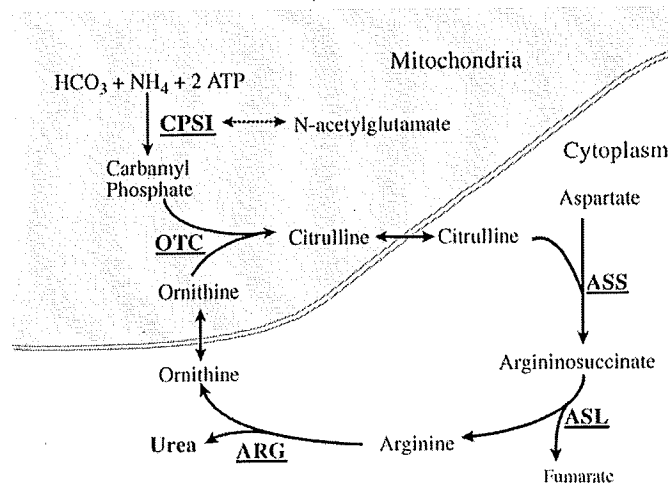 Mitochondria
HCO3 + NH4 + 2 ATP
CPSI
N-acetylglutamate
Cytoplasm
Carbamyl
Phosphate
Aspartate
OTC
Citrulline
Citrulline
ASS
Ornithine
Ornithine
Argininosuccinate
ASL
Urea
ARG
Arginine
Fumarate